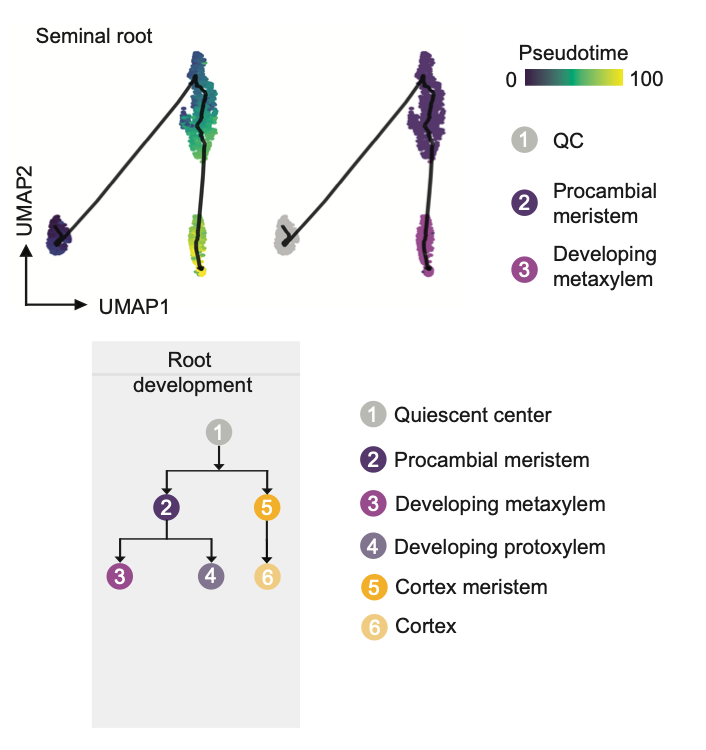 Seminal root
Pseudotime
0 100
1 QC
2 Procambial
meristem
3 Developing
metaxylem
UMAP2
UMAP1
Root
development
1
2 5
3 4 6
1 Quiescent center
2 Procambial meristem
3 Developing metaxylem
4 Developing protoxylem
5 Cortex meristem
6 Cortex